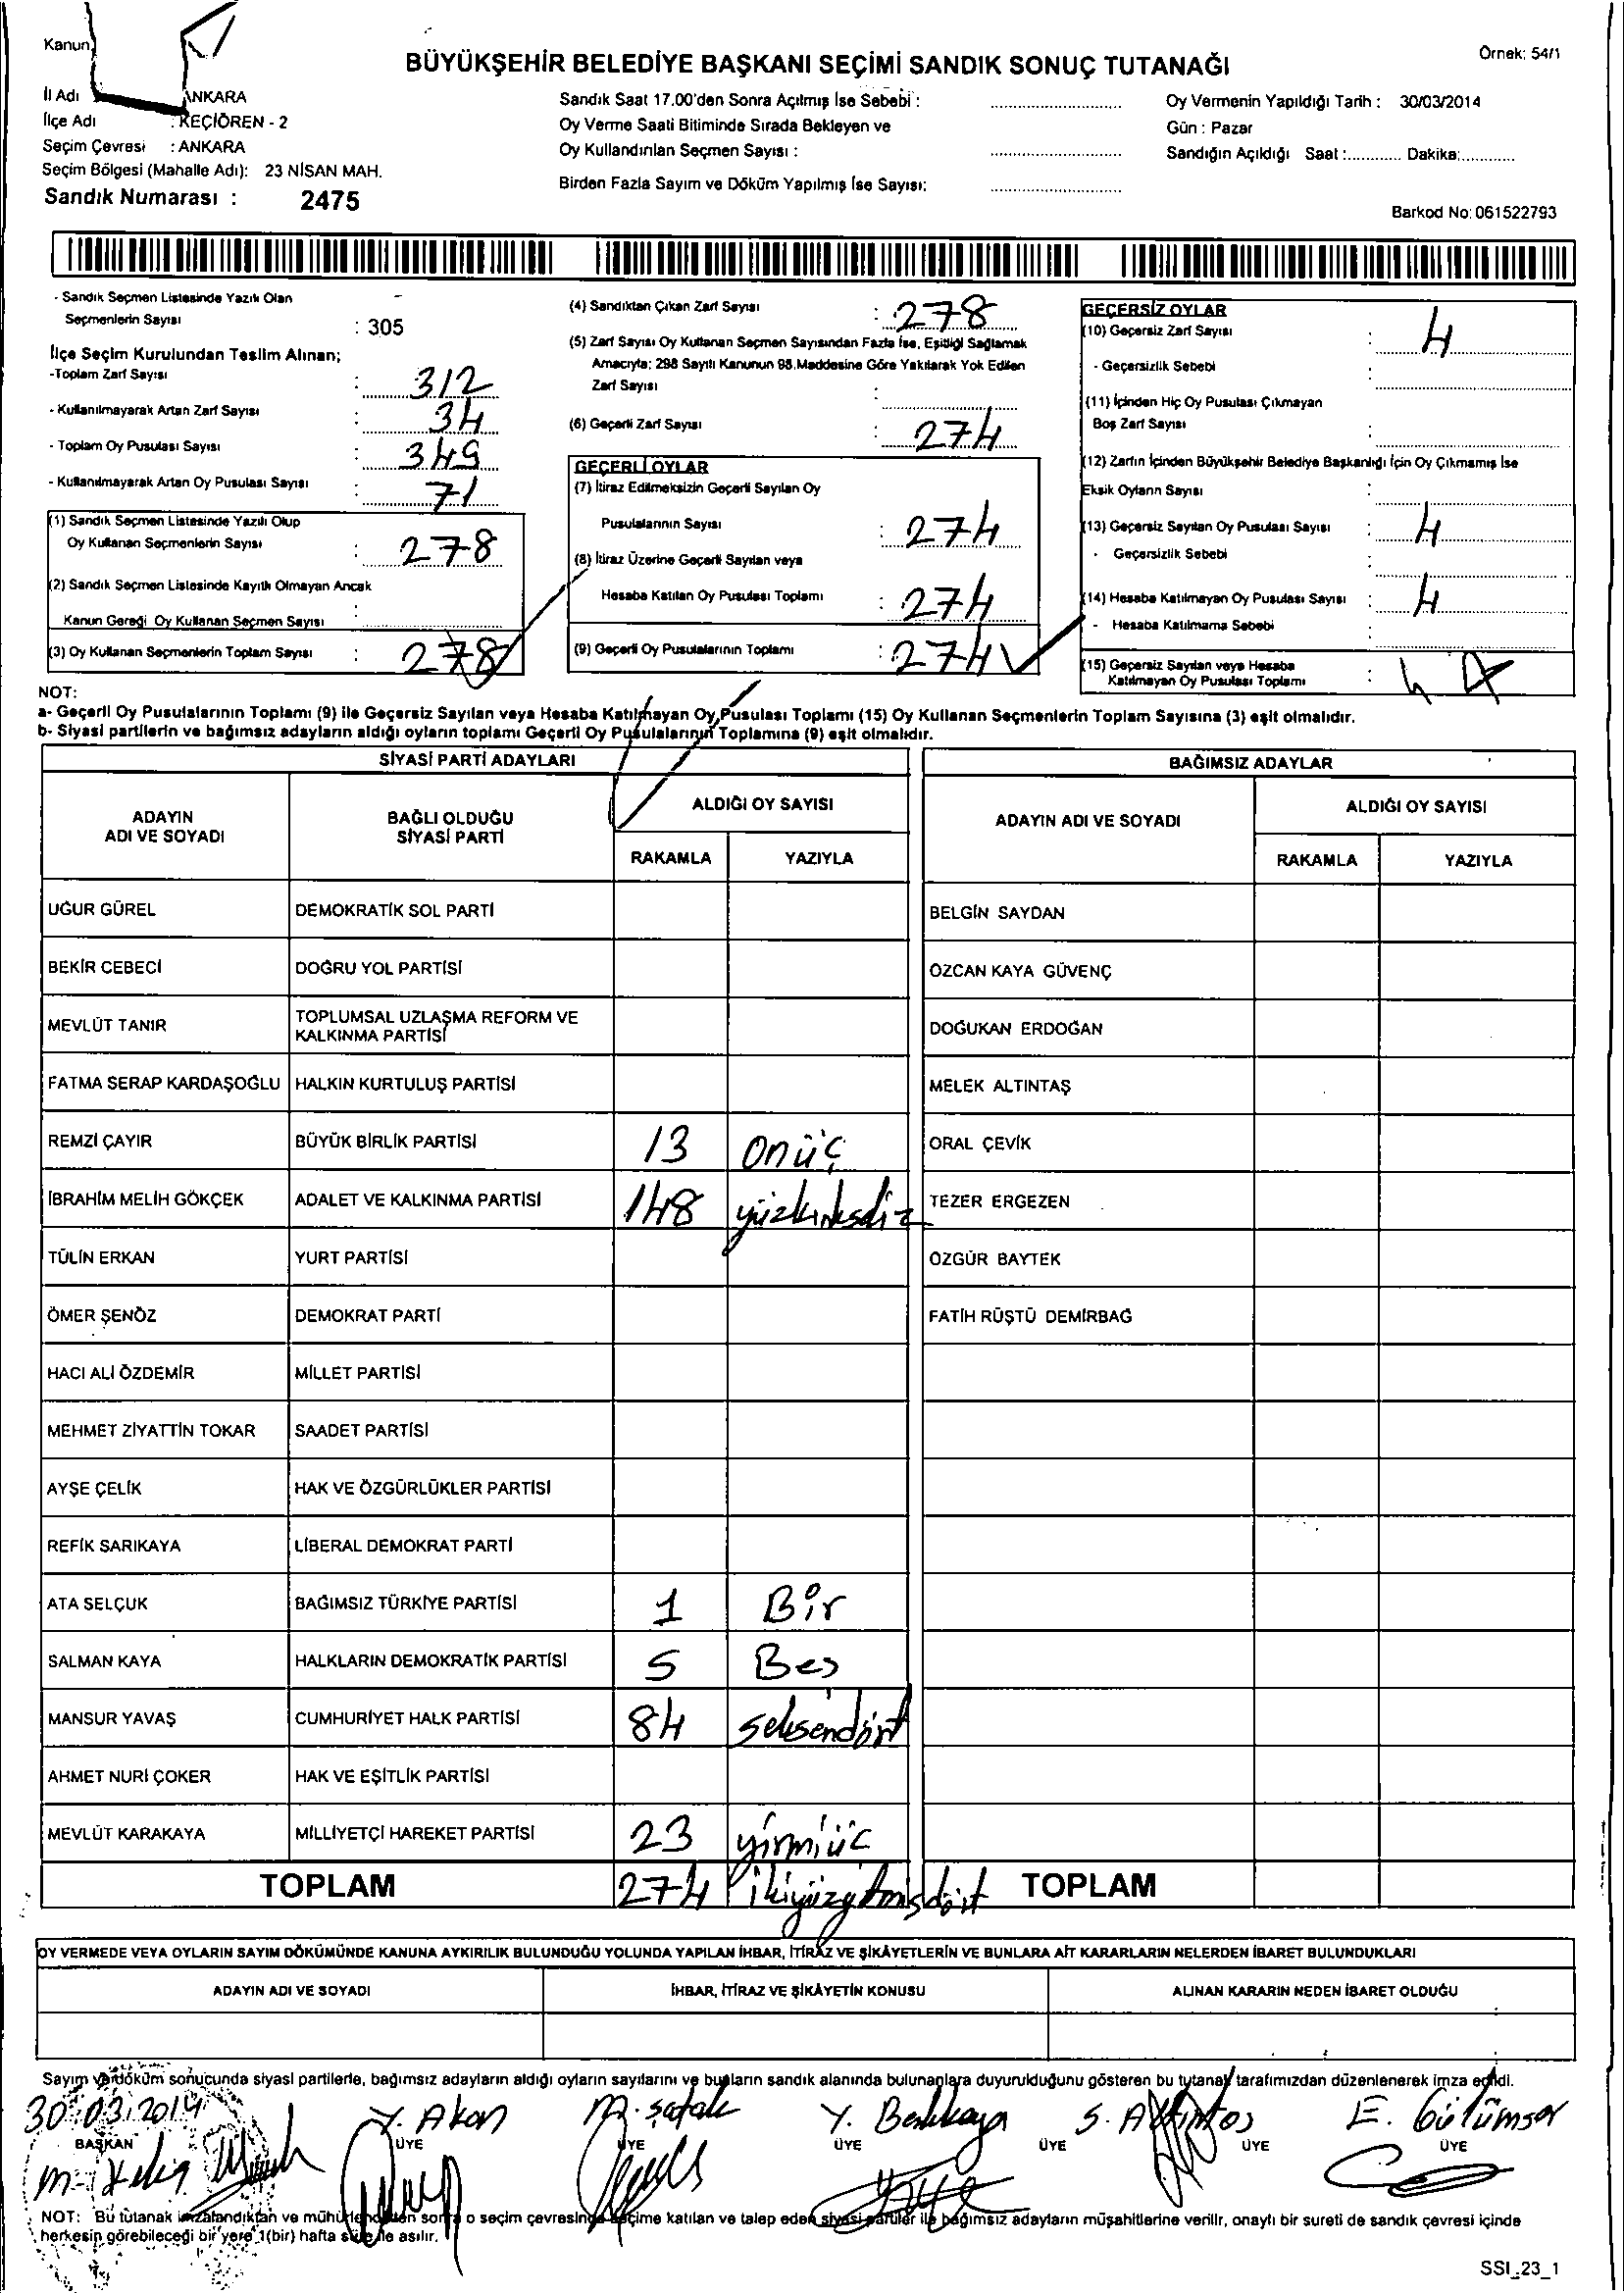 Kanun
BÜYÜKŞEHİR BELEDİYE BAŞKANI SEÇİMİ SANDIK SONUÇ TUTANAĞI
Örnek: 54/1
İl Adı ANKARA
İlçe Adı : KEÇİÖREN - 2
Seçim Çevresi : ANKARA
Seçim Bölgesi (Mahalle Adı): 23 NİSAN MAH.
Sandık Numarası : 2475
Sandık Saat 17.00'den Sonra Açılmış İse Sebebi :
Oy Verme Saati Bitiminde Sırada Bekleyen ve
Oy Kullandırılan Seçmen Sayısı :
Birden Fazla Sayım ve Döküm Yapılmış İse Sayısı:
Oy Vermenin Yapıldığı Tarih : 30/03/2014
Gün : Pazar
Sandığın Açıldığı Saat :............ Dakika:............
Barkod No: 061522793
- Sandık Seçmen Listesinde Yazılı Olan
Seçmenlerin Sayısı : 305
İlçe Seçim Kurulundan Teslim Alınan;
-Toplam Zarf Sayısı : 312
- Kullanılmayarak Artan Zarf Sayısı : 34
- Toplam Oy Pusulası Sayısı : 349
- Kullanılmayarak Artan Oy Pusulası Sayısı : 71
(1) Sandık Seçmen Listesinde Yazılı Olup
Oy Kullanan Seçmenlerin Sayısı : 278
(2) Sandık Seçmen Listesinde Kayıtlı Olmayan Ancak
Kanun Gereği Oy Kullanan Seçmen Sayısı :
(3) Oy Kullanan Seçmenlerin Toplam Sayısı : 278
(4) Sandıktan Çıkan Zarf Sayısı : 278
(5) Zarf Sayısı Oy Kullanan Seçmen Sayısından Fazla İse, Eşitliği Sağlamak
Amacıyla; 298 Sayılı Kanunun 98.Maddesine Göre Yakılarak Yok Edilen
Zarf Sayısı :
(6) Geçerli Zarf Sayısı : 274
GEÇERLİ OYLAR
(7) İtiraz Edilmeksizin Geçerli Sayılan Oy
Pusulalarının Sayısı : 274
(8) İtiraz Üzerine Geçerli Sayılan veya
Hesaba Katılan Oy Pusulası Toplamı : 274
(9) Geçerli Oy Pusulalarının Toplamı : 274
GEÇERSİZ OYLAR
(10) Geçersiz Zarf Sayısı : 4
- Geçersizlik Sebebi :
(11) İçinden Hiç Oy Pusulası Çıkmayan
Boş Zarf Sayısı :
(12) Zarfın İçinden Büyükşehir Belediye Başkanlığı İçin Oy Çıkmamış İse
Eksik Oyların Sayısı :
(13) Geçersiz Sayılan Oy Pusulası Sayısı : 4
- Geçersizlik Sebebi
(14) Hesaba Katılmayan Oy Pusulası Sayısı : 4
- Hesaba Katılmama Sebebi :
(15) Geçersiz Sayılan veya Hesaba
Katılmayan Oy Pusulası Toplamı : 4 4
NOT:
a- Geçerli Oy Pusulalarının Toplamı (9) ile Geçersiz Sayılan veya Hesaba Katılmayan Oy Pusulası Toplamı (15) Oy Kullanan Seçmenlerin Toplam Sayısına (3) eşit olmalıdır.
b- Siyasi partilerin ve bağımsız adayların aldığı oyların toplamı Geçerli Oy Pusulalarının Toplamına (9) eşit olmalıdır.
SİYASİ PARTİ ADAYLARI
BAĞIMSIZ ADAYLAR
ADAYIN ADI VE SOYADI
BAĞLI OLDUĞU SİYASİ PARTİ
ALDIĞI OY SAYISI
RAKAMLA YAZIYLA
ADAYIN ADI VE SOYADI
ALDIĞI OY SAYISI
RAKAMLA YAZIYLA
UĞUR GÜREL DEMOKRATİK SOL PARTİ BELGİN SAYDAN
BEKİR CEBECİ DOĞRU YOL PARTİSİ ÖZCAN KAYA GÜVENÇ
MEVLÜT TANIR TOPLUMSAL UZLAŞMA REFORM VE KALKINMA PARTİSİ DOĞUKAN ERDOĞAN
FATMA SERAP KARDAŞOĞLU HALKIN KURTULUŞ PARTİSİ MELEK ALTINTAŞ
REMZİ ÇAYIR BÜYÜK BİRLİK PARTİSİ 13 onüç ORAL ÇEVİK
İBRAHİM MELİH GÖKÇEK ADALET VE KALKINMA PARTİSİ 148 yüzkırksdiz TEZER ERGEZEN
TÜLİN ERKAN YURT PARTİSİ ÖZGÜR BAYTEK
ÖMER ŞENÖZ DEMOKRAT PARTİ FATİH RÜŞTÜ DEMİRBAĞ
HACI ALİ ÖZDEMİR MİLLET PARTİSİ
MEHMET ZİYATTİN TOKAR SAADET PARTİSİ
AYŞE ÇELİK HAK VE ÖZGÜRLÜKLER PARTİSİ
REFİK SARIKAYA LİBERAL DEMOKRAT PARTİ
ATA SELÇUK BAĞIMSIZ TÜRKİYE PARTİSİ 1 Bir
SALMAN KAYA HALKLARIN DEMOKRATİK PARTİSİ 5 Beş
MANSUR YAVAŞ CUMHURİYET HALK PARTİSİ 84 seksendört
AHMET NURİ ÇOKER HAK VE EŞİTLİK PARTİSİ
MEVLÜT KARAKAYA MİLLİYETÇİ HAREKET PARTİSİ 23 yirmiüç
TOPLAM 274 ikiyüzyetmişdört TOPLAM
OY VERMEDE VEYA OYLARIN SAYIM DÖKÜMÜNDE KANUNA AYKIRILIK BULUNDUĞU YOLUNDA YAPILAN İHBAR, İTİRAZ VE ŞİKÂYETLERİN VE BUNLARA AİT KARARLARIN NELERDEN İBARET BULUNDUKLARI
ADAYIN ADI VE SOYADI İHBAR, İTİRAZ VE ŞİKÂYETİN KONUSU ALINAN KARARIN NEDEN İBARET OLDUĞU
Sayım ve döküm sonucunda siyasi partilerle, bağımsız adayların aldığı oyların sayılarını ve bunların sandık alanında bulunanlara duyurulduğunu gösteren bu tutanak tarafımızdan düzenlenerek imza edildi.
30.03.2014 Y. Akan M. Şafak Y. Beşikkaya S. Altıntaş E. Gülümser
BAŞKAN ÜYE ÜYE ÜYE ÜYE ÜYE ÜYE
NOT: Bu tutanak imzalandıktan ve mühürlendikten sonra o seçim çevresinde seçime katılan ve talep eden siyasi partiler ile bağımsız adayların müşahitlerine verilir, onaylı bir sureti de sandık çevresi içinde
herkesin görebileceği bir yere 1(bir) hafta süre ile asılır.
SSI_23_1